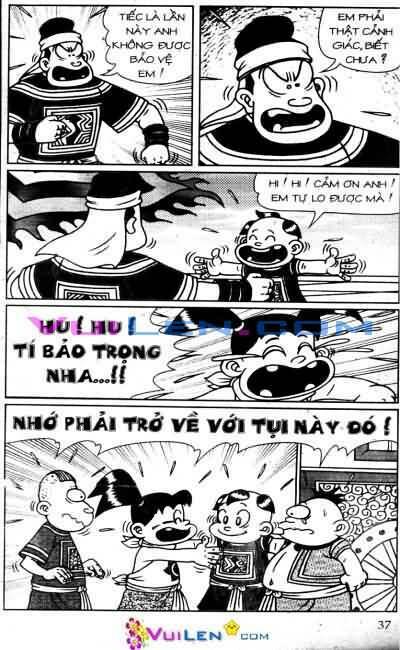 TIẾC LÀ LẦN
NÀY ANH
KHÔNG ĐƯỢC
BẢO VỆ
EM !
EM PHẢI
THẬT CẢNH
GIÁC, BIẾT
CHƯA ?
HI ! HI ! CẢM ƠN ANH !
EM TỰ LO ĐƯỢC MÀ !
HU ! HU !
TÍ BẢO TRỌNG
NHA...!!
VUILEN.COM
NHỚ PHẢI TRỞ VỀ VỚI TỤI NÀY ĐÓ !
37
VUILEN.COM